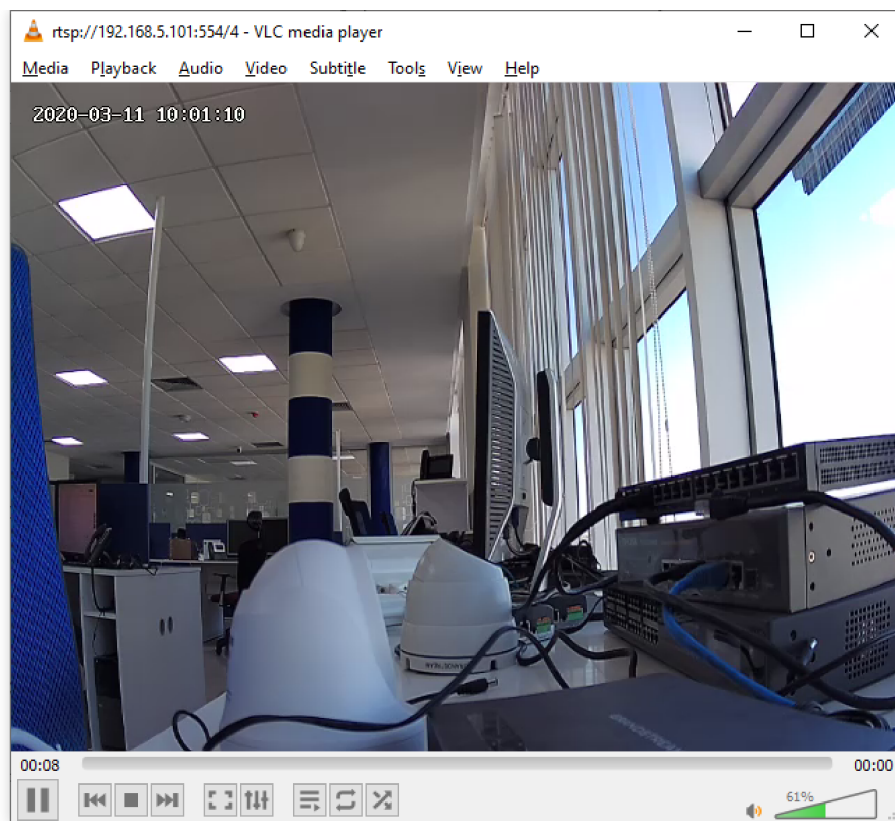 rtsp://192.168.5.101:554/4 - VLC media player
Media Playback Audio Video Subtitle Tools View Help
2020-03-11 10:01:10
GRANDSTREAM
00:08 00:00
61%